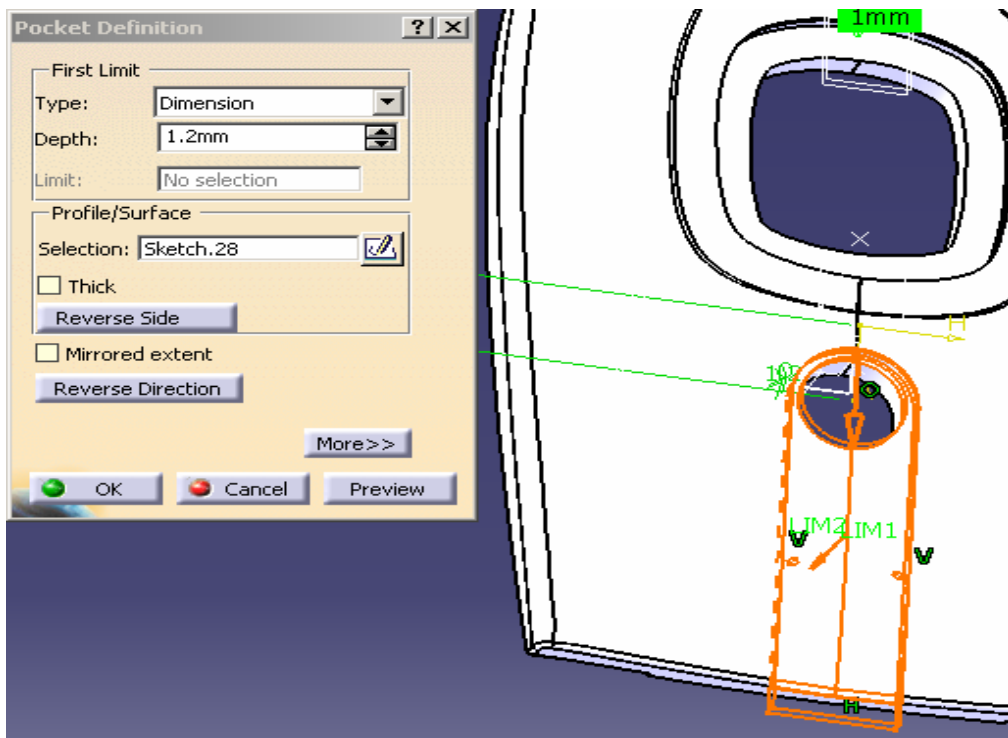 Pocket Definition
First Limit
Type: Dimension
Depth: 1.2mm
Limit: No selection
Profile/Surface
Selection: Sketch.28
Thick
Reverse Side
Mirrored extent
Reverse Direction
More>>
OK Cancel Preview
1mm
H
LIM2
LIM1
V
V
H